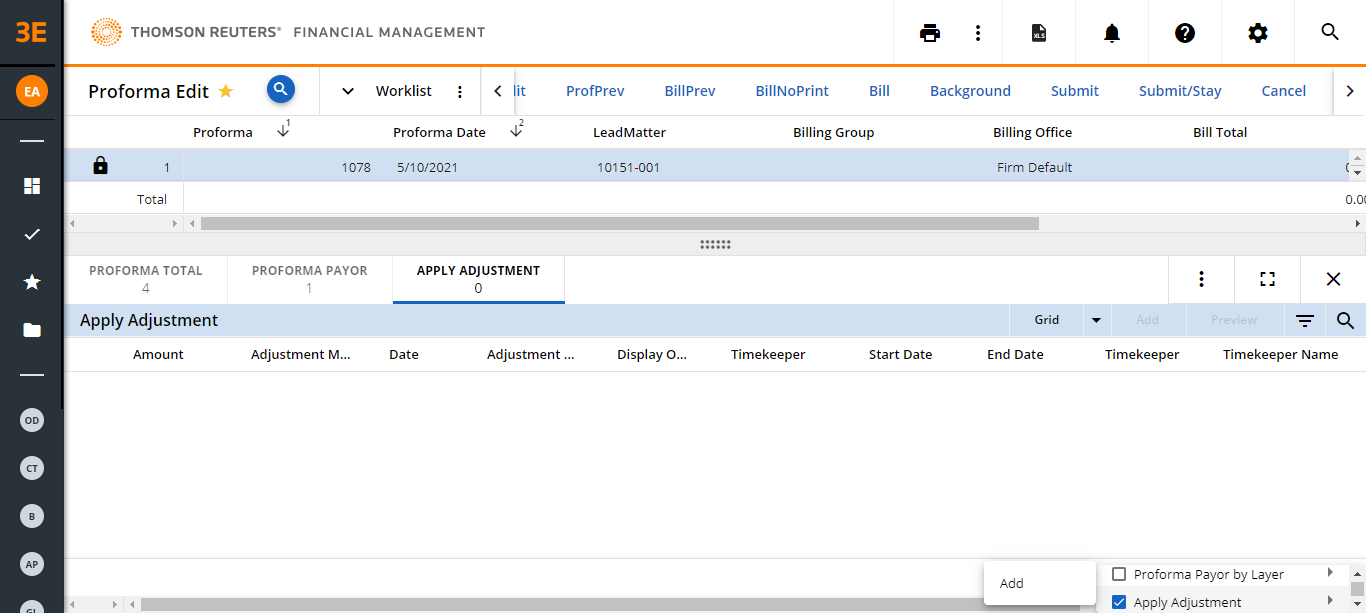 3E THOMSON REUTERS® FINANCIAL MANAGEMENT XLS
EA Proforma Edit Worklist lit ProfPrev BillPrev BillNoPrint Bill Background Submit Submit/Stay Cancel
Proforma 1 Proforma Date 2 LeadMatter Billing Group Billing Office Bill Total
1 1078 5/10/2021 10151-001 Firm Default
Total 0.00
PROFORMA TOTAL PROFORMA PAYOR APPLY ADJUSTMENT
4 1 0
Apply Adjustment Grid Add Preview
Amount Adjustment M... Date Adjustment ... Display O... Timekeeper Start Date End Date Timekeeper Timekeeper Name
OD
CT
B
AP
GL
Add Proforma Payor by Layer
Apply Adjustment